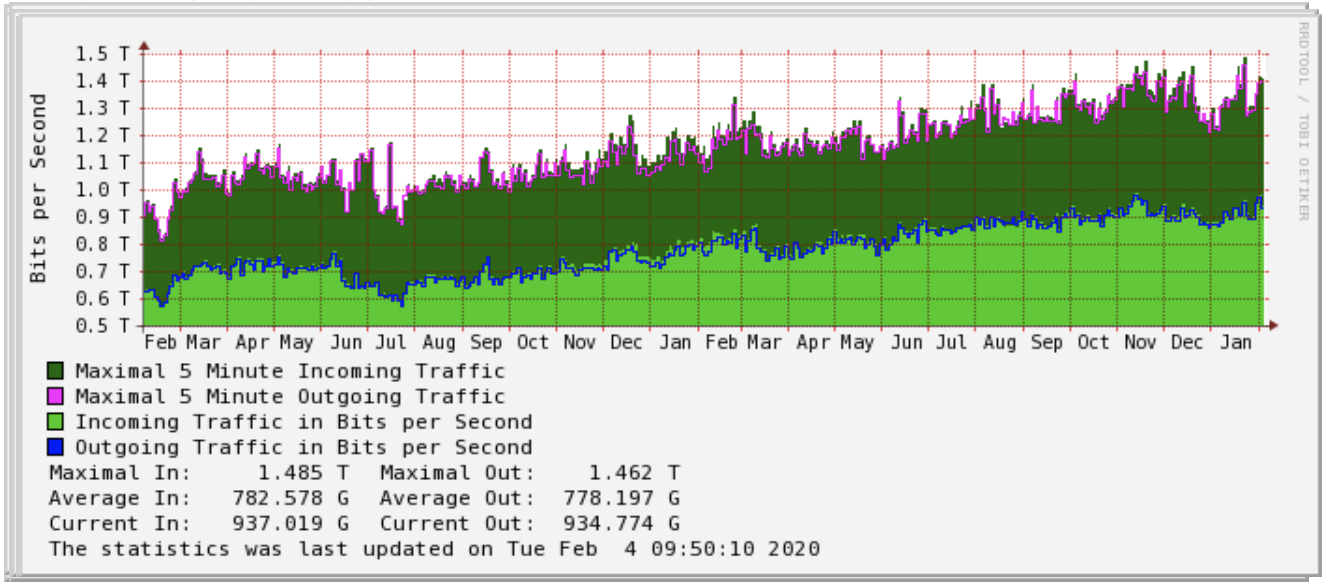 RRDTOOL / TOBI OETIKER
Bits per Second
1.5 T
1.4 T
1.3 T
1.2 T
1.1 T
1.0 T
0.9 T
0.8 T
0.7 T
0.6 T
0.5 T
Feb Mar Apr May Jun Jul Aug Sep Oct Nov Dec Jan Feb Mar Apr May Jun Jul Aug Sep Oct Nov Dec Jan
Maximal 5 Minute Incoming Traffic
Maximal 5 Minute Outgoing Traffic
Incoming Traffic in Bits per Second
Outgoing Traffic in Bits per Second
Maximal In: 1.485 T Maximal Out: 1.462 T
Average In: 782.578 G Average Out: 778.197 G
Current In: 937.019 G Current Out: 934.774 G
The statistics was last updated on Tue Feb 4 09:50:10 2020